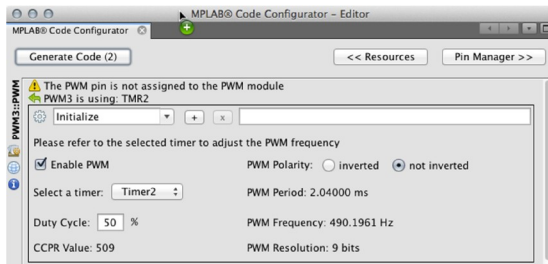 MPLAB® Code Configurator – Editor
MPLAB® Code Configurator
Generate Code (2) << Resources Pin Manager >>
PWM3::PWM
The PWM pin is not assigned to the PWM module
PWM3 is using: TMR2
Initialize + x
Please refer to the selected timer to adjust the PWM frequency
Enable PWM PWM Polarity: inverted not inverted
Select a timer: Timer2 PWM Period: 2.04000 ms
Duty Cycle: 50 % PWM Frequency: 490.1961 Hz
CCPR Value: 509 PWM Resolution: 9 bits